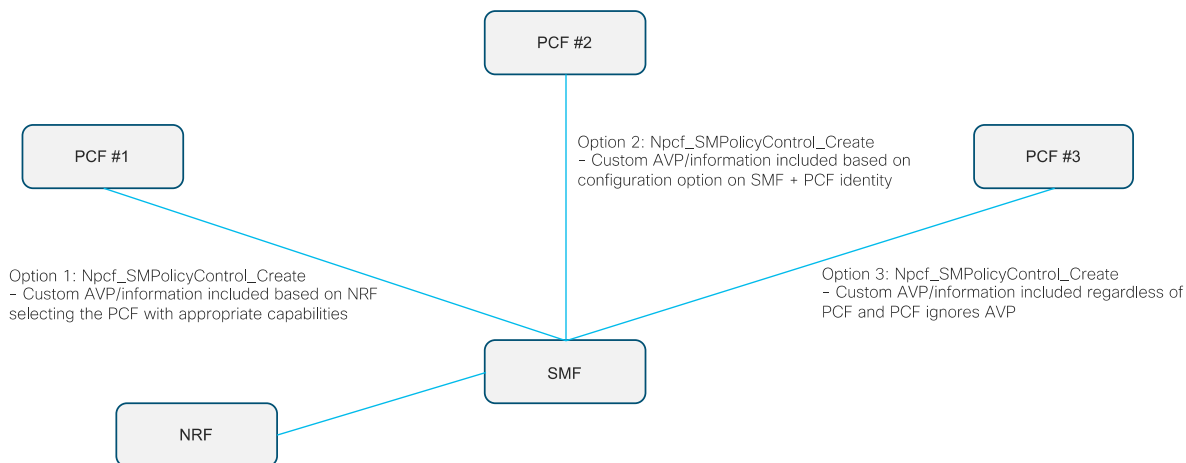 PCF #2
PCF #1
Option 2: Npcf_SMPolicyControl_Create
- Custom AVP/information included based on
configuration option on SMF + PCF identity
PCF #3
Option 1: Npcf_SMPolicyControl_Create
- Custom AVP/information included based on NRF
selecting the PCF with appropriate capabilities
Option 3: Npcf_SMPolicyControl_Create
- Custom AVP/information included regardless of
PCF and PCF ignores AVP
SMF
NRF